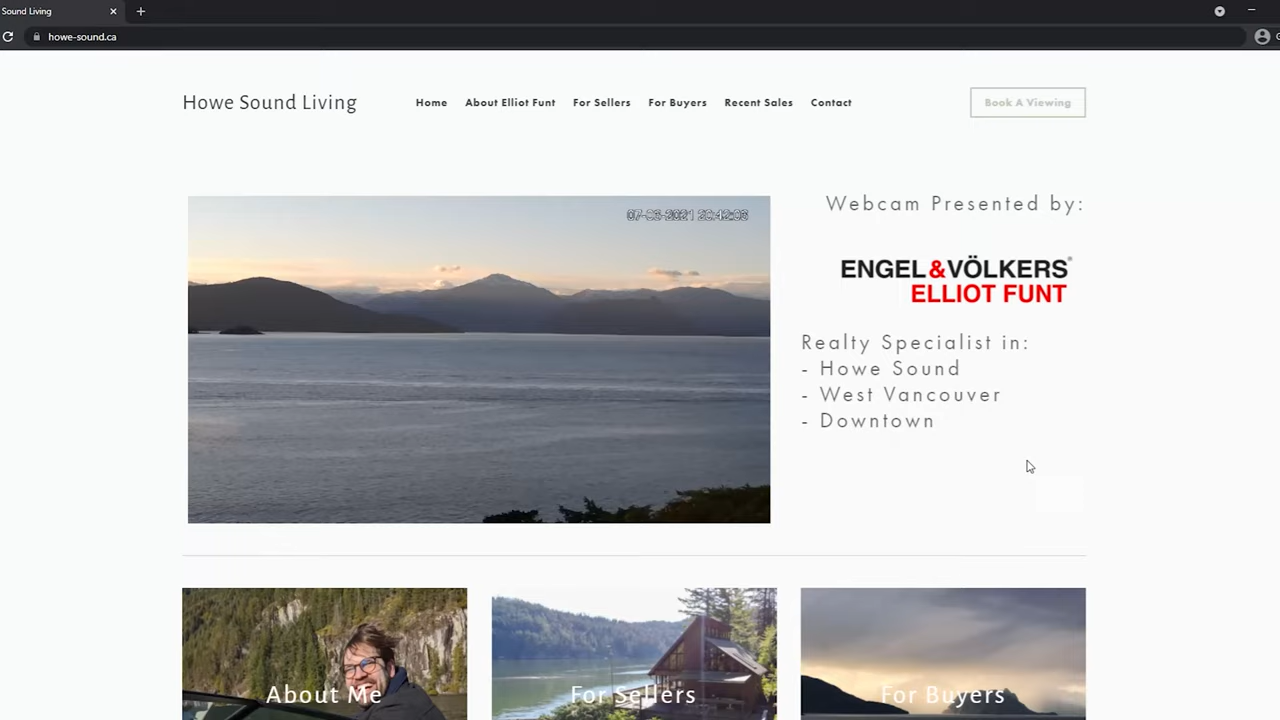 Sound Living
howe-sound.ca
Howe Sound Living
Home
About Elliot Funt
For Sellers
For Buyers
Recent Sales
Contact
Book A Viewing
Webcam Presented by:
ENGEL&VÖLKERS®
ELLIOT FUNT
Realty Specialist in:
- Howe Sound
- West Vancouver
- Downtown
About Me
For Sellers
For Buyers